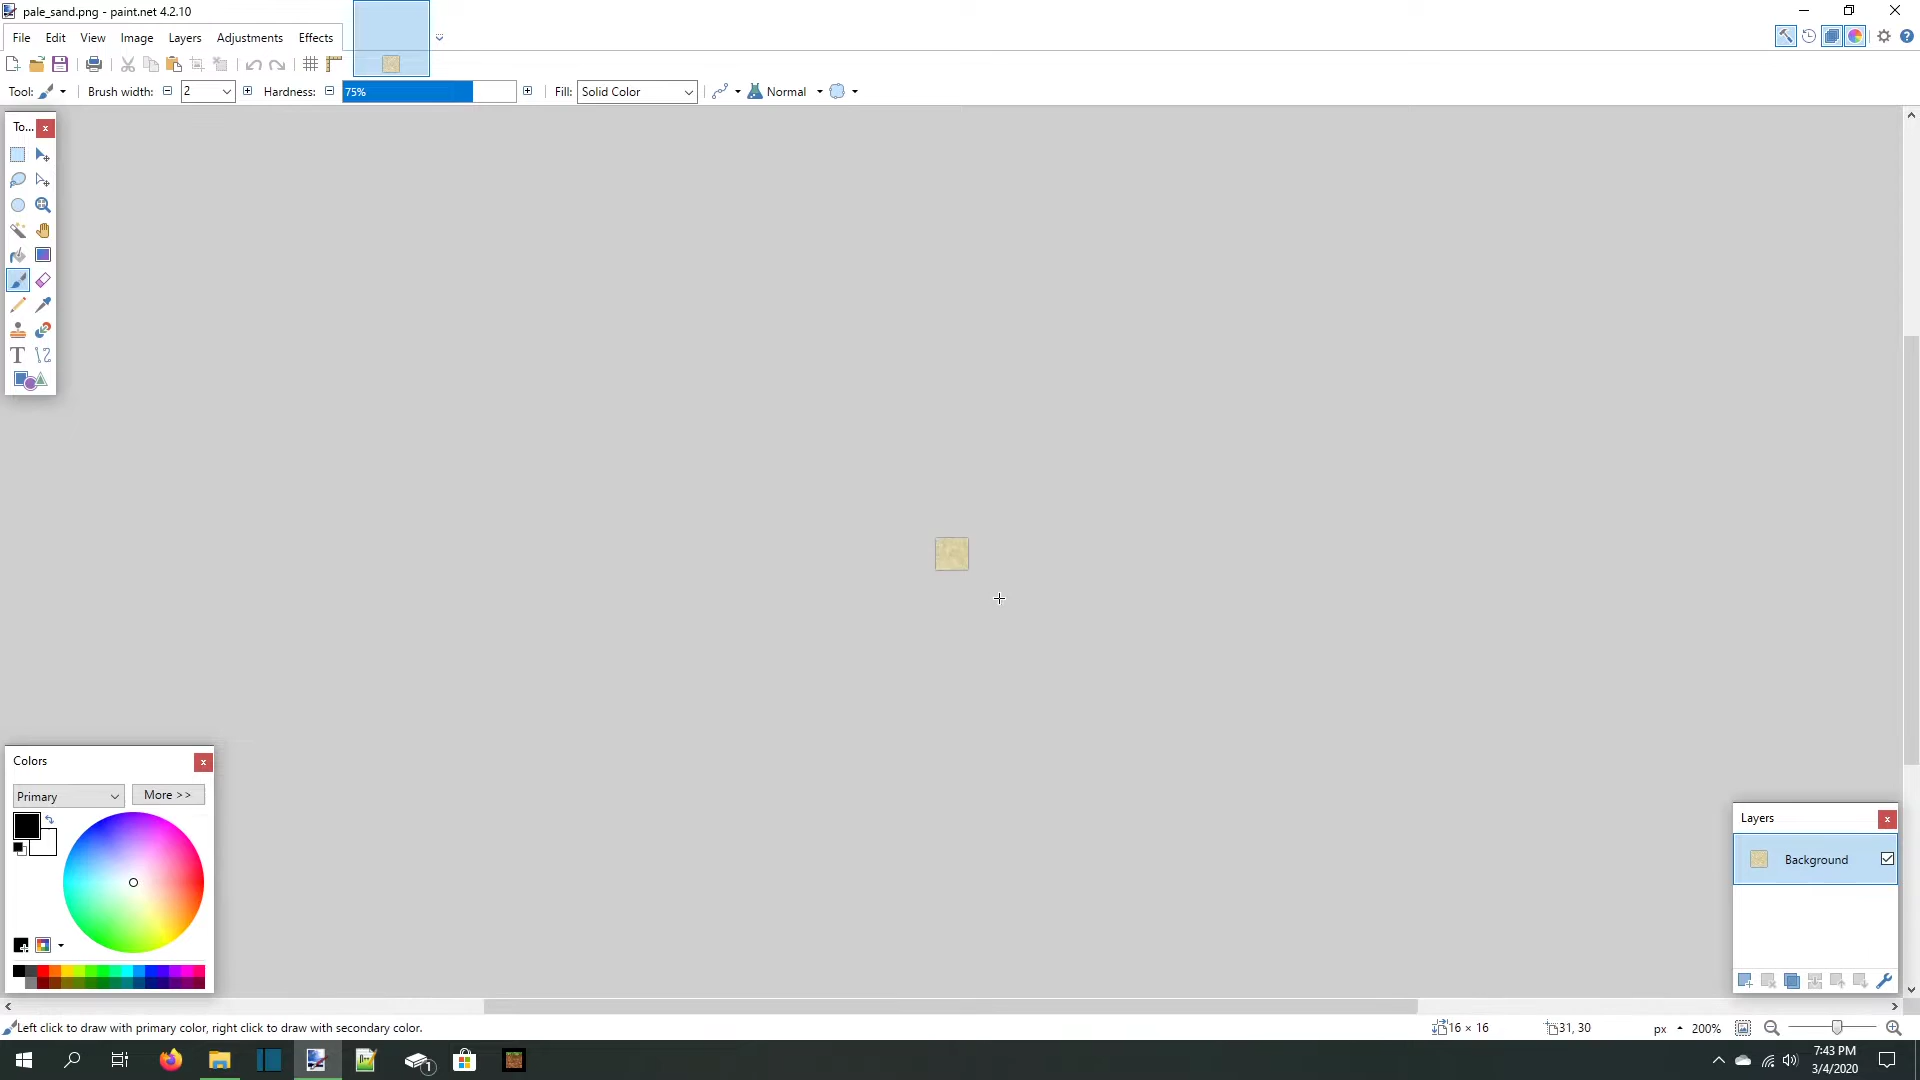 pale_sand.png - paint.net 4.2.10
File Edit View Image Layers Adjustments Effects
Tool: Brush width: 2 Hardness: 75% Fill: Solid Color Normal
To...
Colors
Primary More >>
Layers
Background
Left click to draw with primary color, right click to draw with secondary color.
16 × 16 31, 30 px 200%
1
7:43 PM
3/4/2020